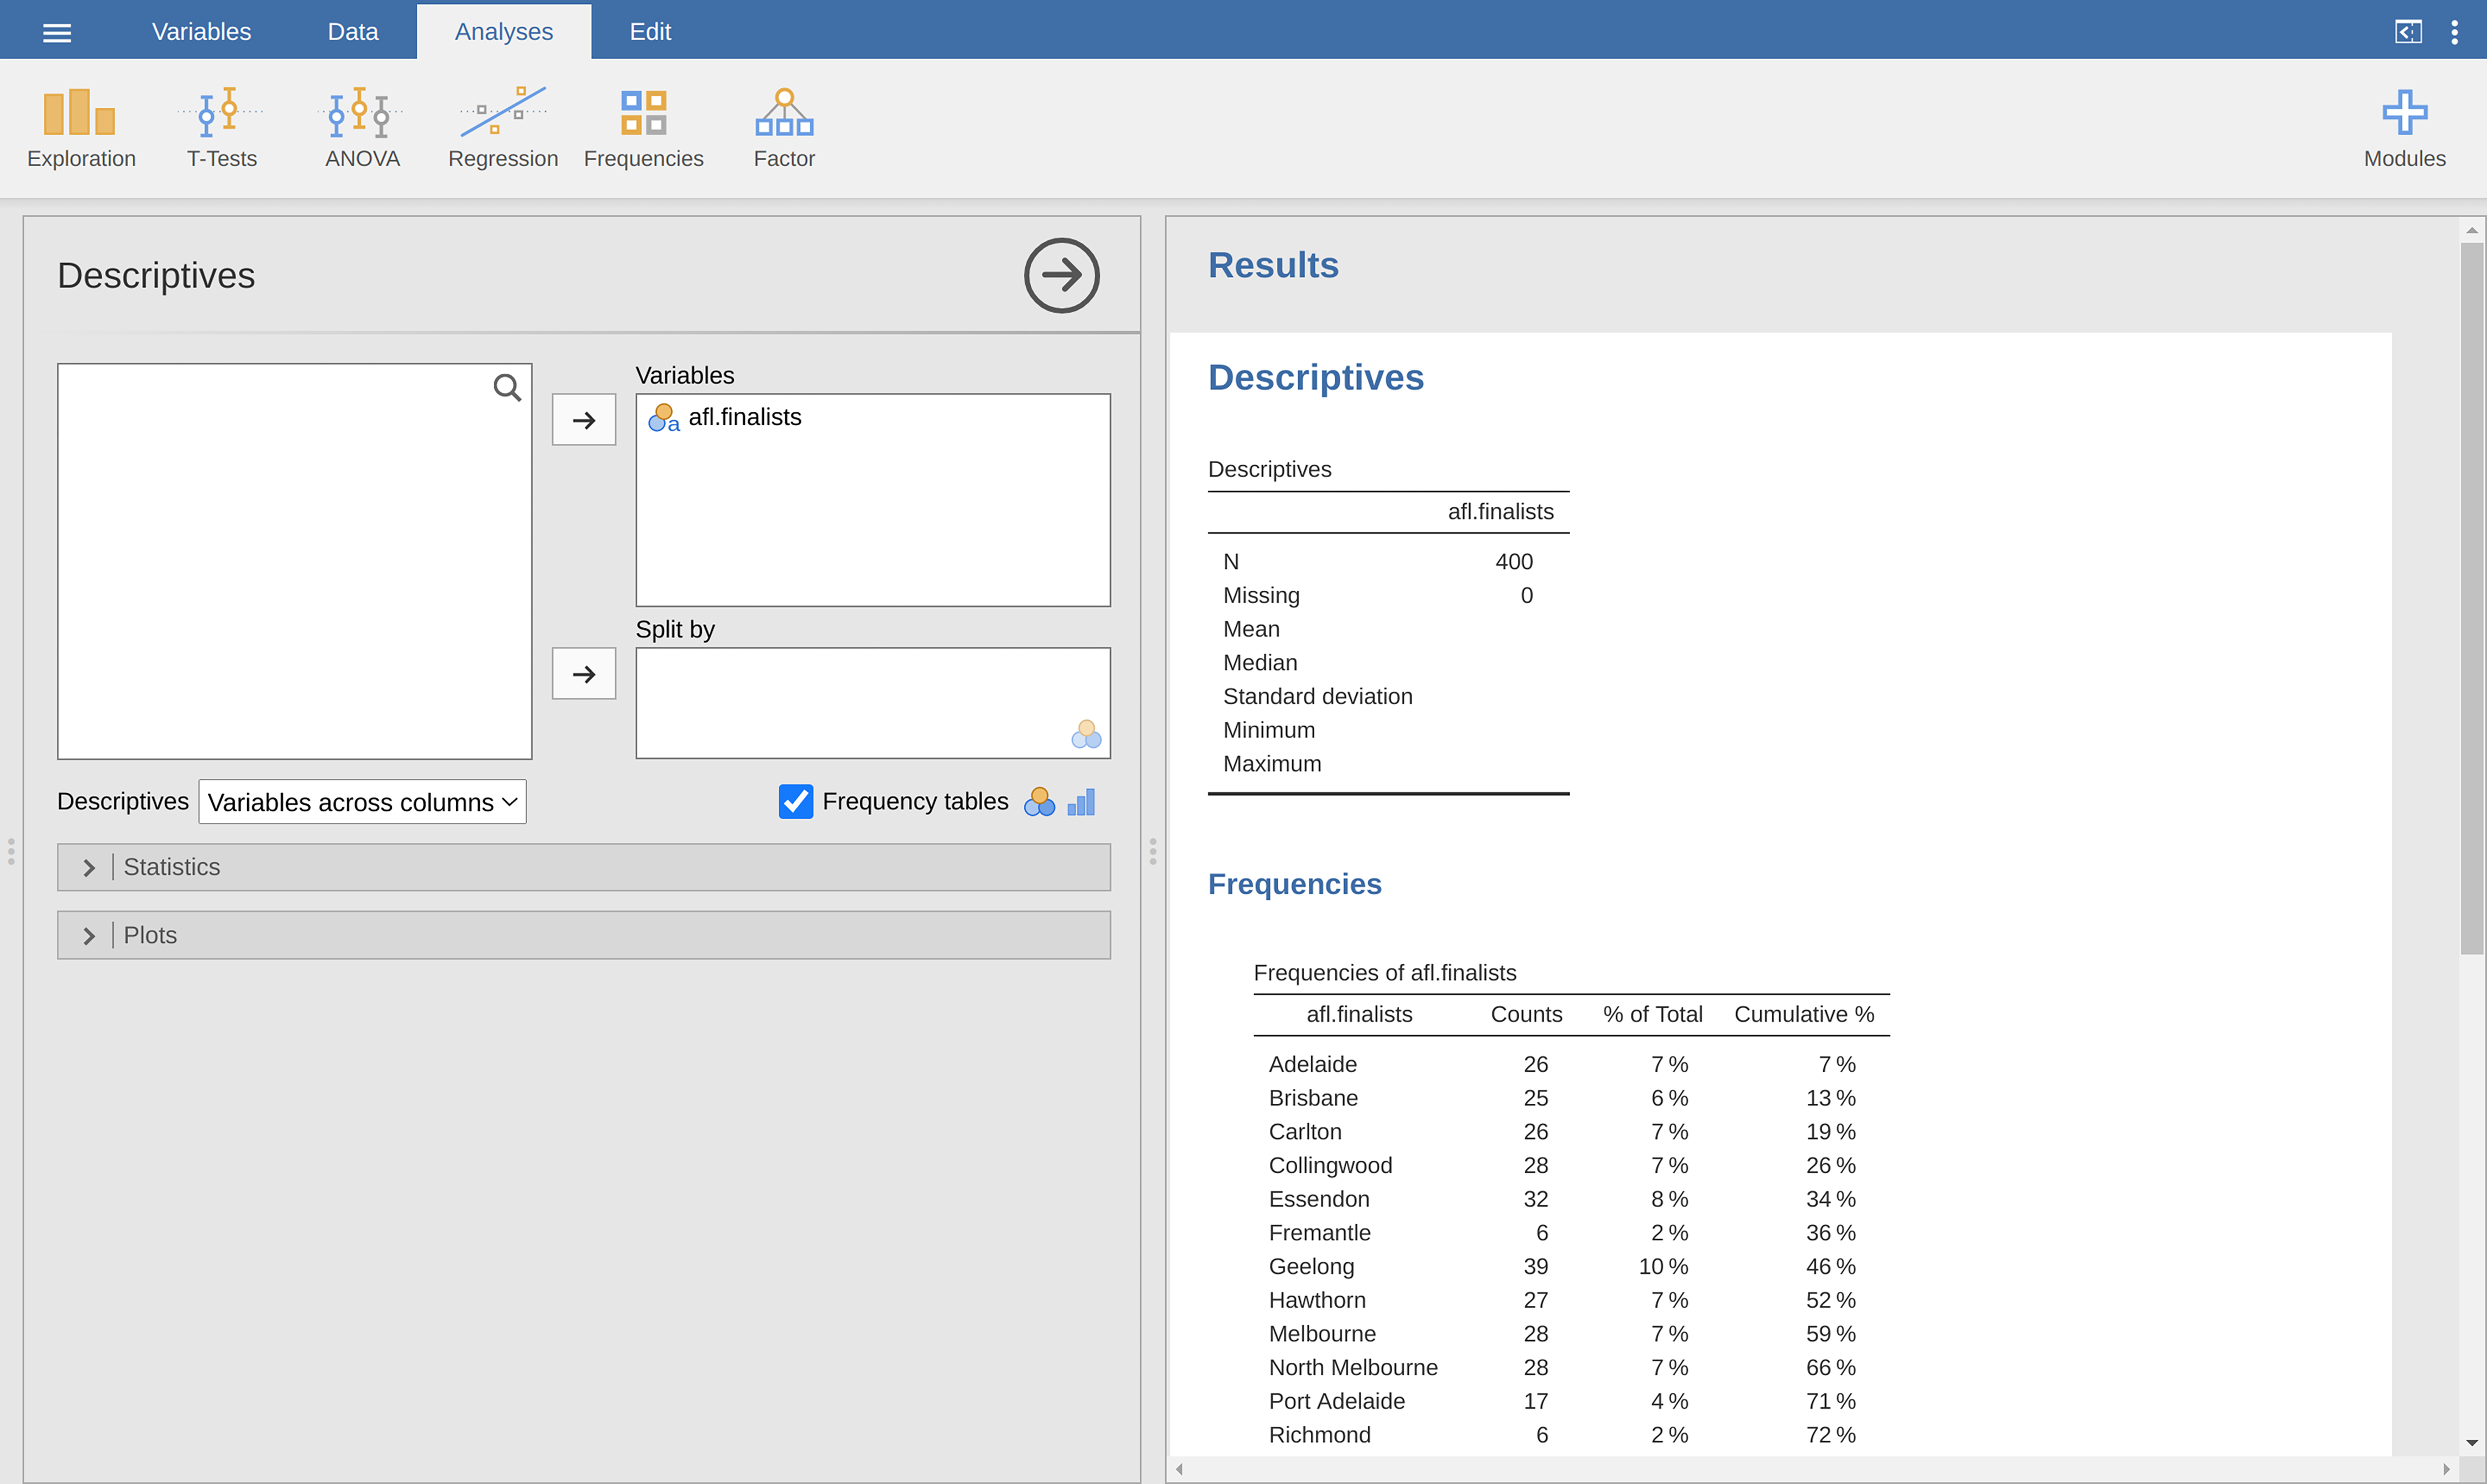 Variables Data Analyses Edit
Exploration T-Tests ANOVA Regression Frequencies Factor Modules
Descriptives
Variables
a afl.finalists
Split by
Descriptives Variables across columns Frequency tables
Statistics
Plots
Results
Descriptives
Descriptives
afl.finalists
N 400
Missing 0
Mean
Median
Standard deviation
Minimum
Maximum
Frequencies
Frequencies of afl.finalists
afl.finalists Counts % of Total Cumulative %
Adelaide 26 7 % 7 %
Brisbane 25 6 % 13 %
Carlton 26 7 % 19 %
Collingwood 28 7 % 26 %
Essendon 32 8 % 34 %
Fremantle 6 2 % 36 %
Geelong 39 10 % 46 %
Hawthorn 27 7 % 52 %
Melbourne 28 7 % 59 %
North Melbourne 28 7 % 66 %
Port Adelaide 17 4 % 71 %
Richmond 6 2 % 72 %